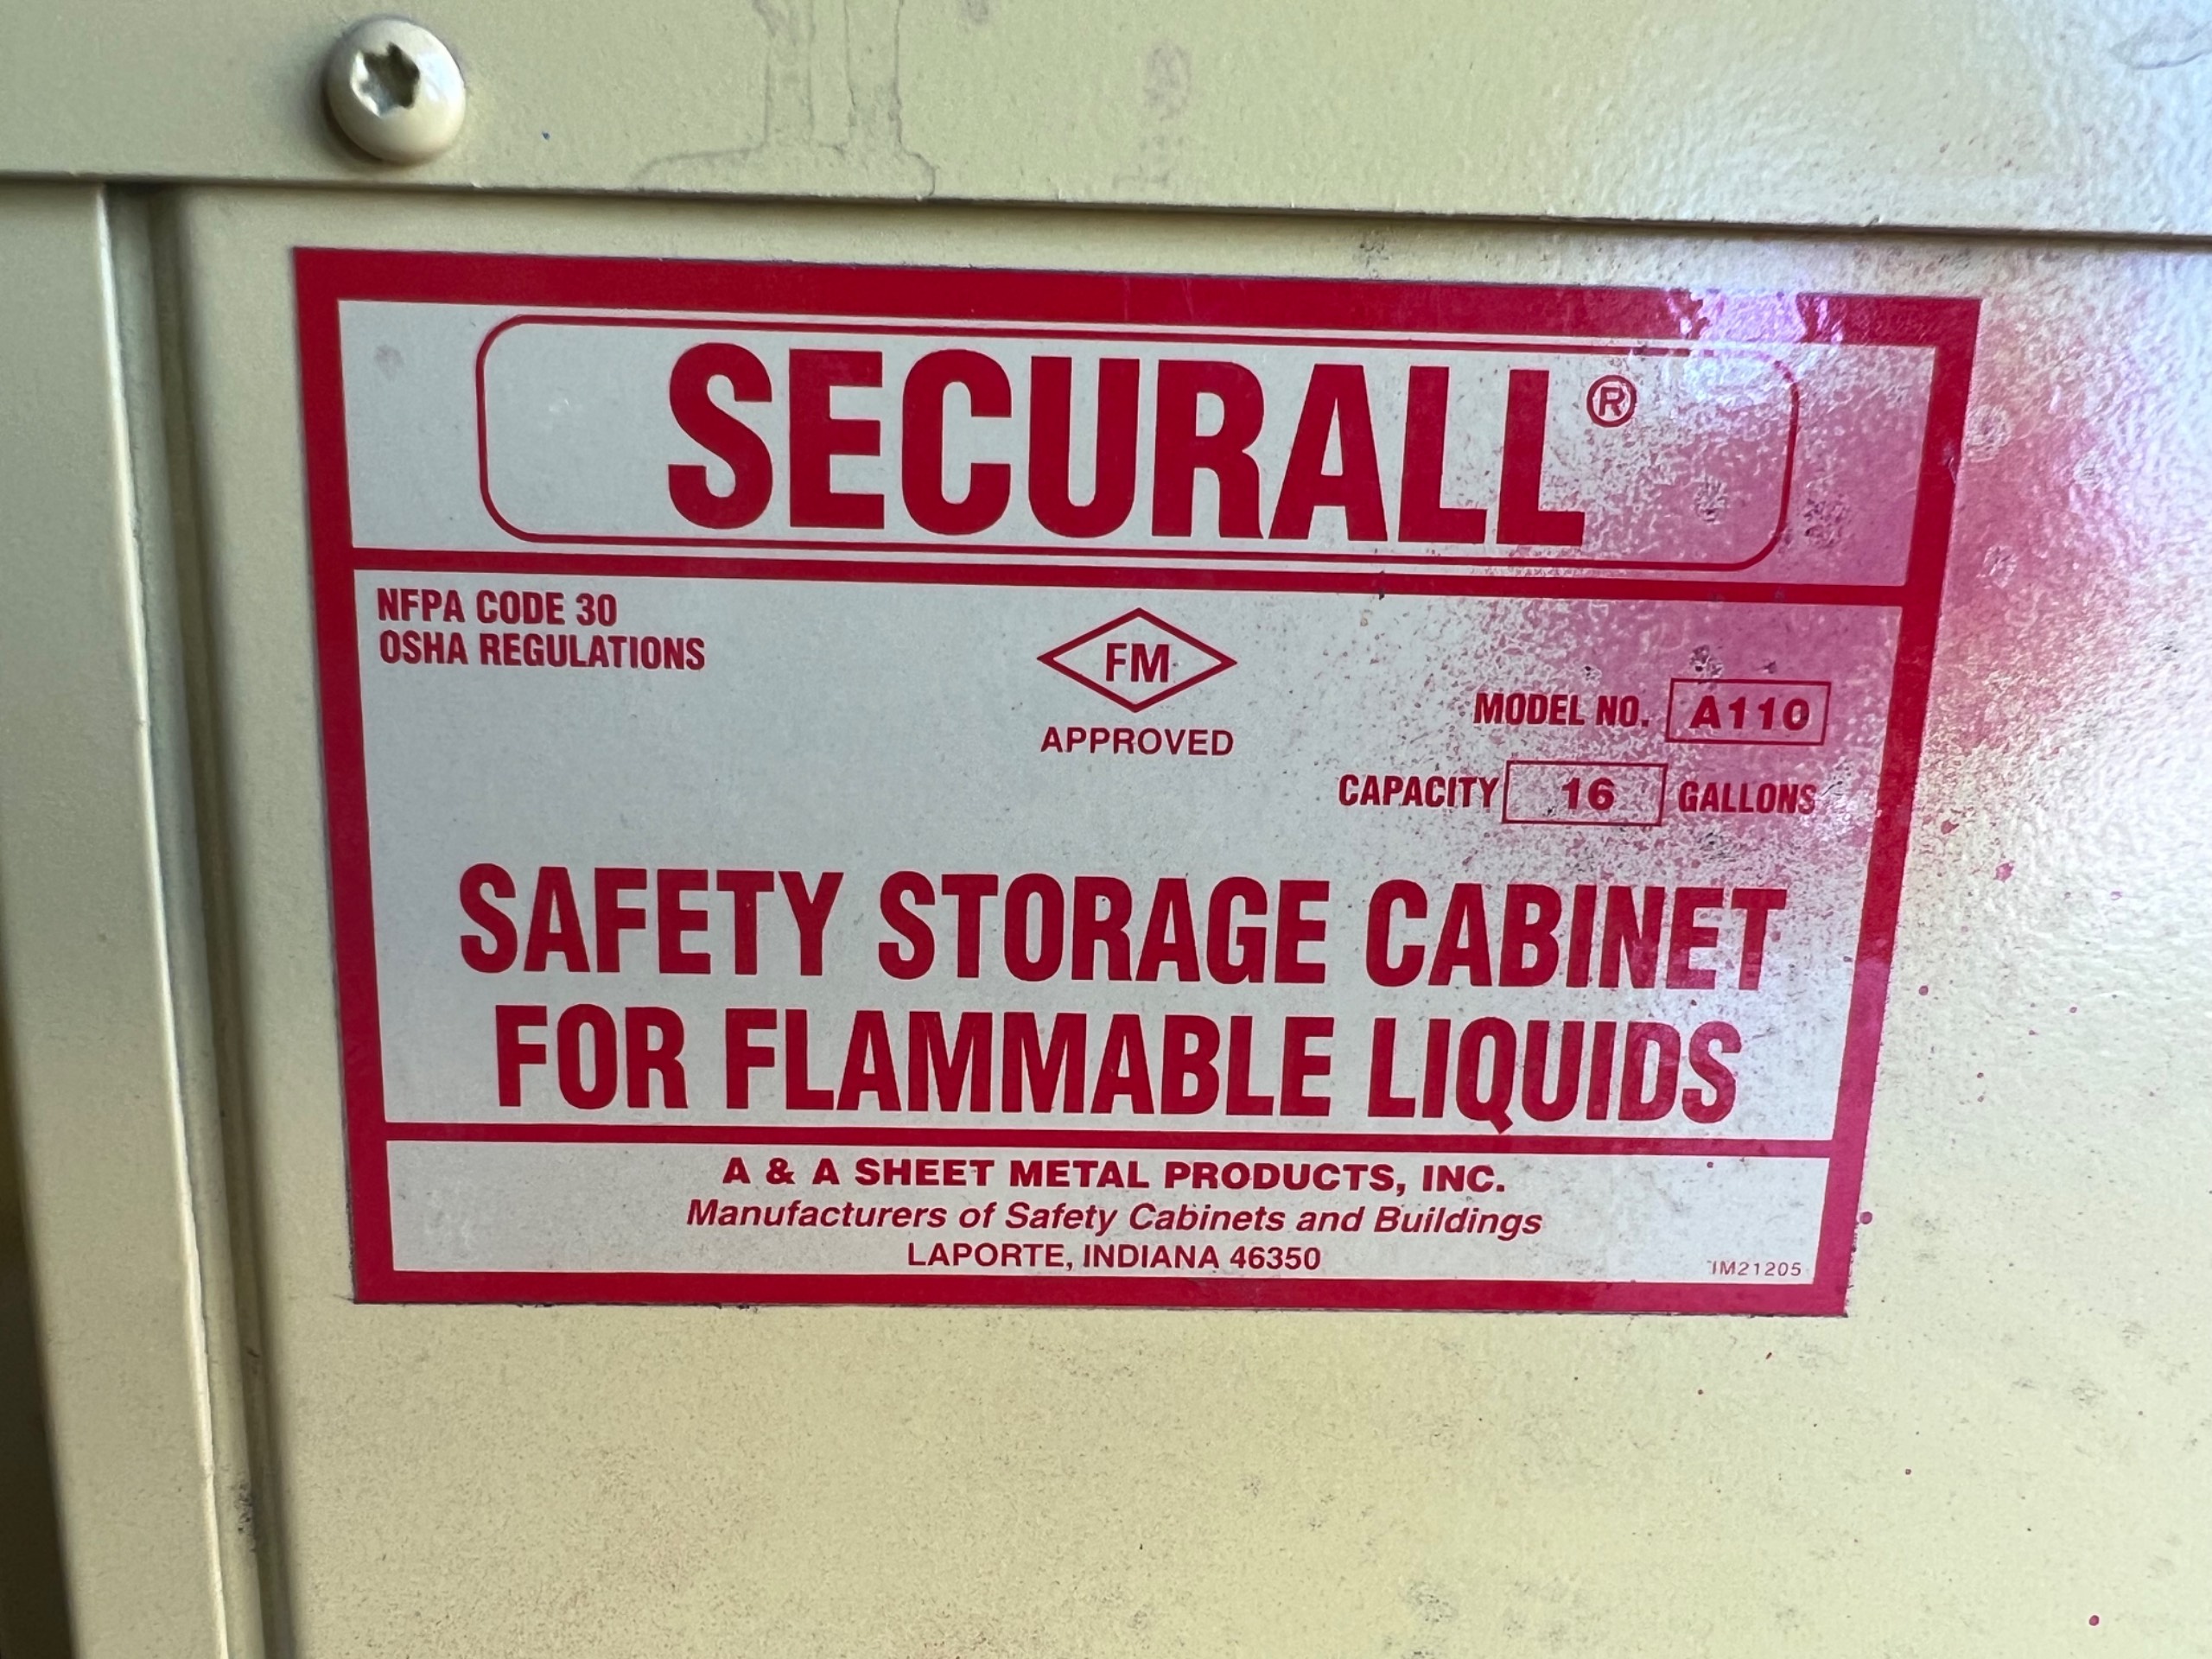 SECURALL®
NFPA CODE 30
OSHA REGULATIONS
FM
APPROVED
MODEL NO. A110
CAPACITY 16 GALLONS
SAFETY STORAGE CABINET
FOR FLAMMABLE LIQUIDS
A & A SHEET METAL PRODUCTS, INC.
Manufacturers of Safety Cabinets and Buildings
LAPORTE, INDIANA 46350
IM21205